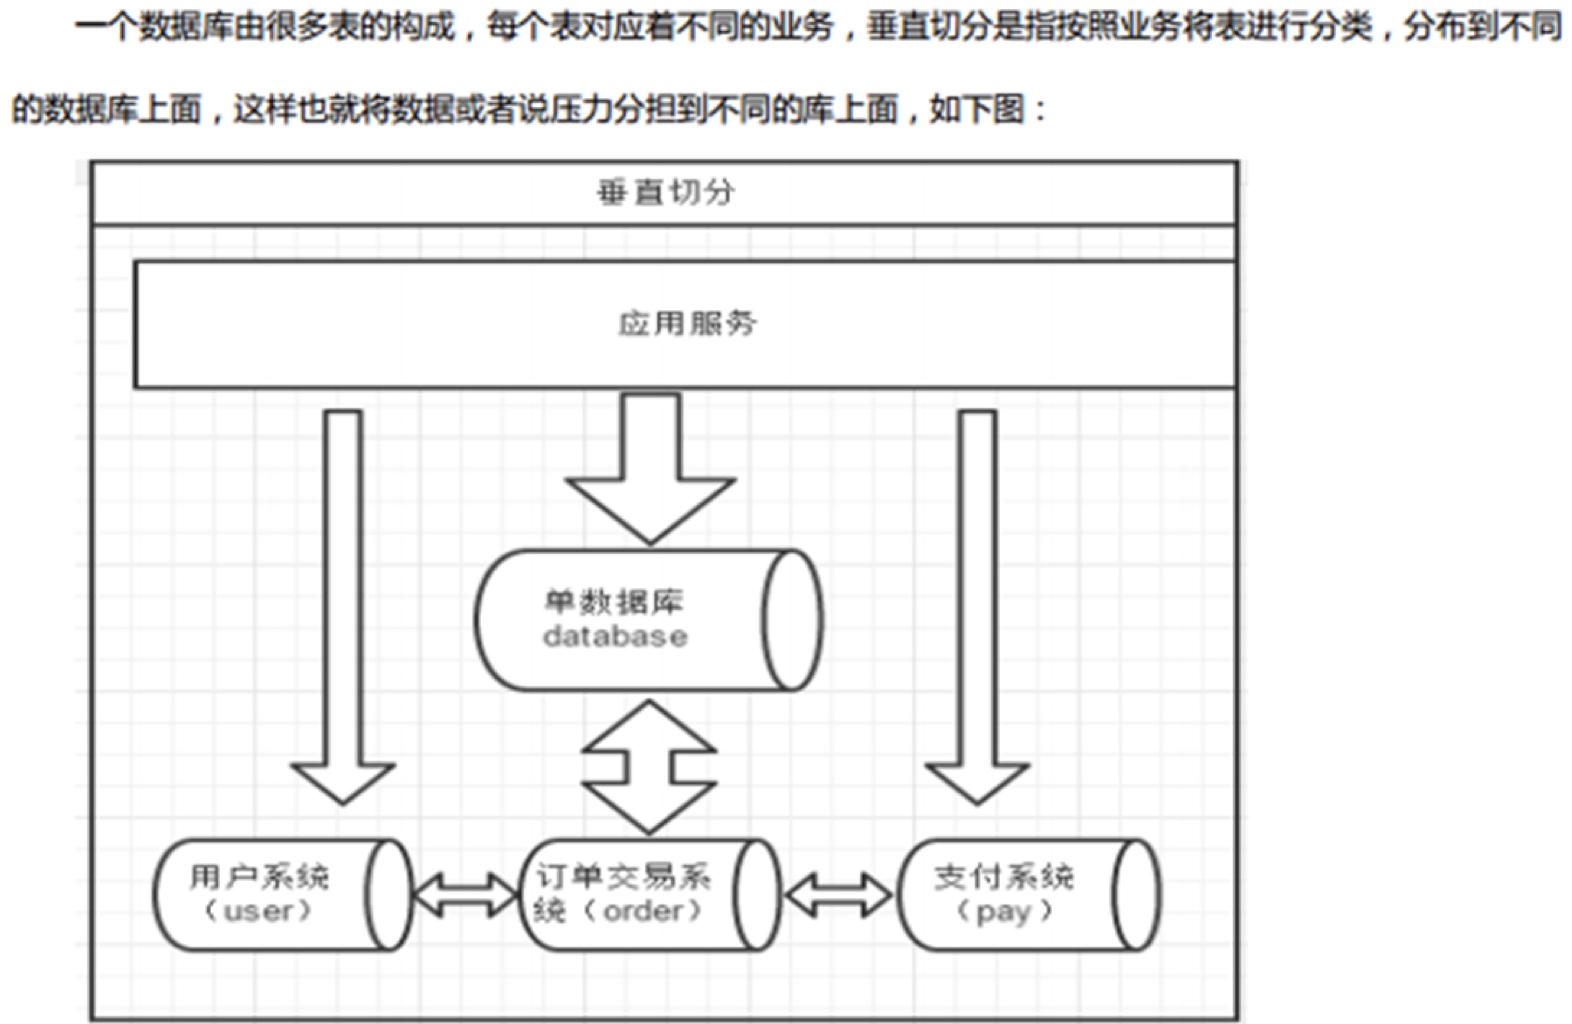 一个数据库由很多表的构成，每个表对应着不同的业务，垂直切分是指按照业务将表进行分类，分布到不同
的数据库上面，这样也就将数据或者说压力分担到不同的库上面，如下图：
垂直切分
应用服务
单数据库
database
用户系统
（user）
订单交易系
统（order）
支付系统
（pay）